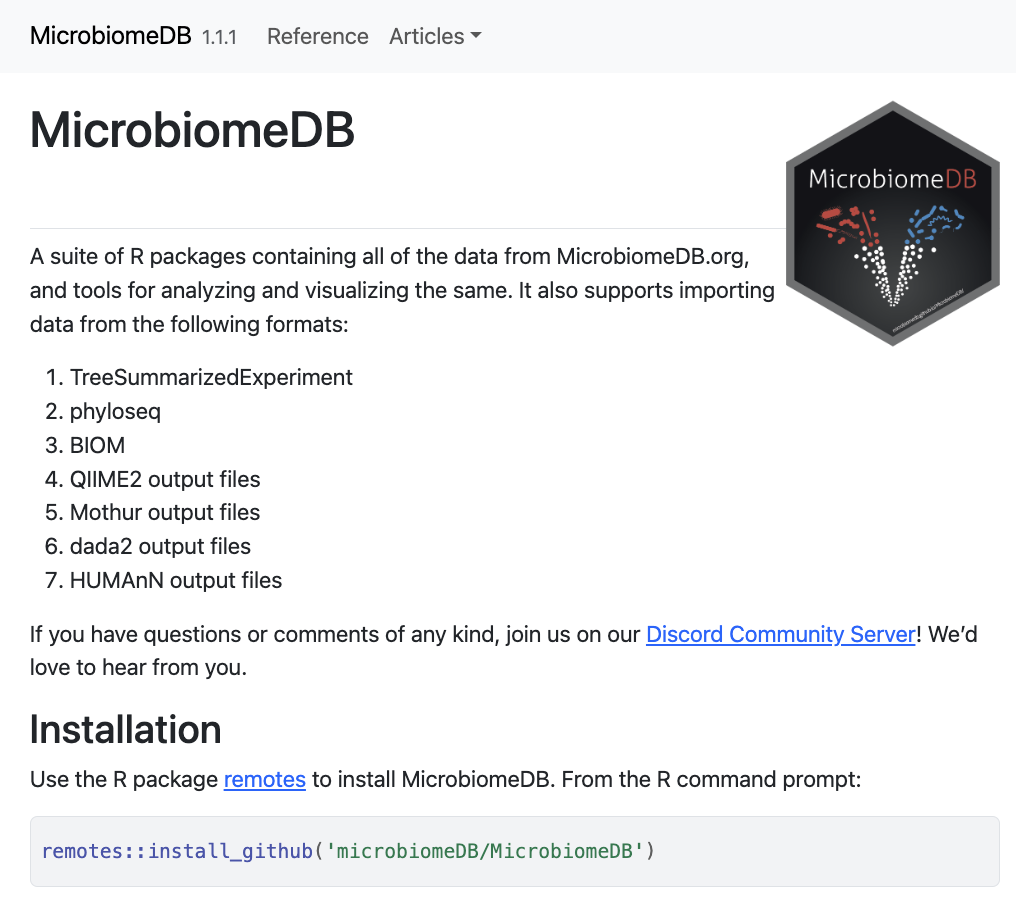 MicrobiomeDB 1.1.1 Reference Articles
MicrobiomeDB
MicrobiomeDB
A suite of R packages containing all of the data from MicrobiomeDB.org,
and tools for analyzing and visualizing the same. It also supports importing
data from the following formats:
1. TreeSummarizedExperiment
2. phyloseq
3. BIOM
4. QIIME2 output files
5. Mothur output files
6. dada2 output files
7. HUMAnN output files
If you have questions or comments of any kind, join us on our Discord Community Server! We’d
love to hear from you.
Installation
Use the R package remotes to install MicrobiomeDB. From the R command prompt:
remotes::install_github('microbiomeDB/MicrobiomeDB')